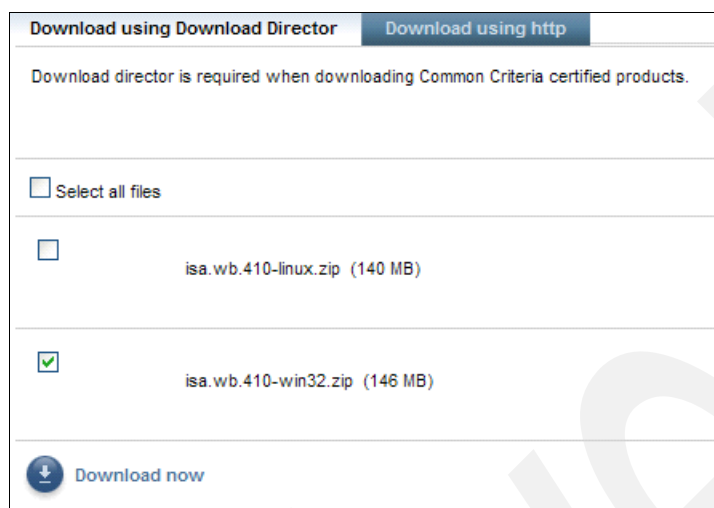 Download using Download Director
Download using http
Download director is required when downloading Common Criteria certified products.
Select all files
isa.wb.410-linux.zip (140 MB)
isa.wb.410-win32.zip (146 MB)
Download now